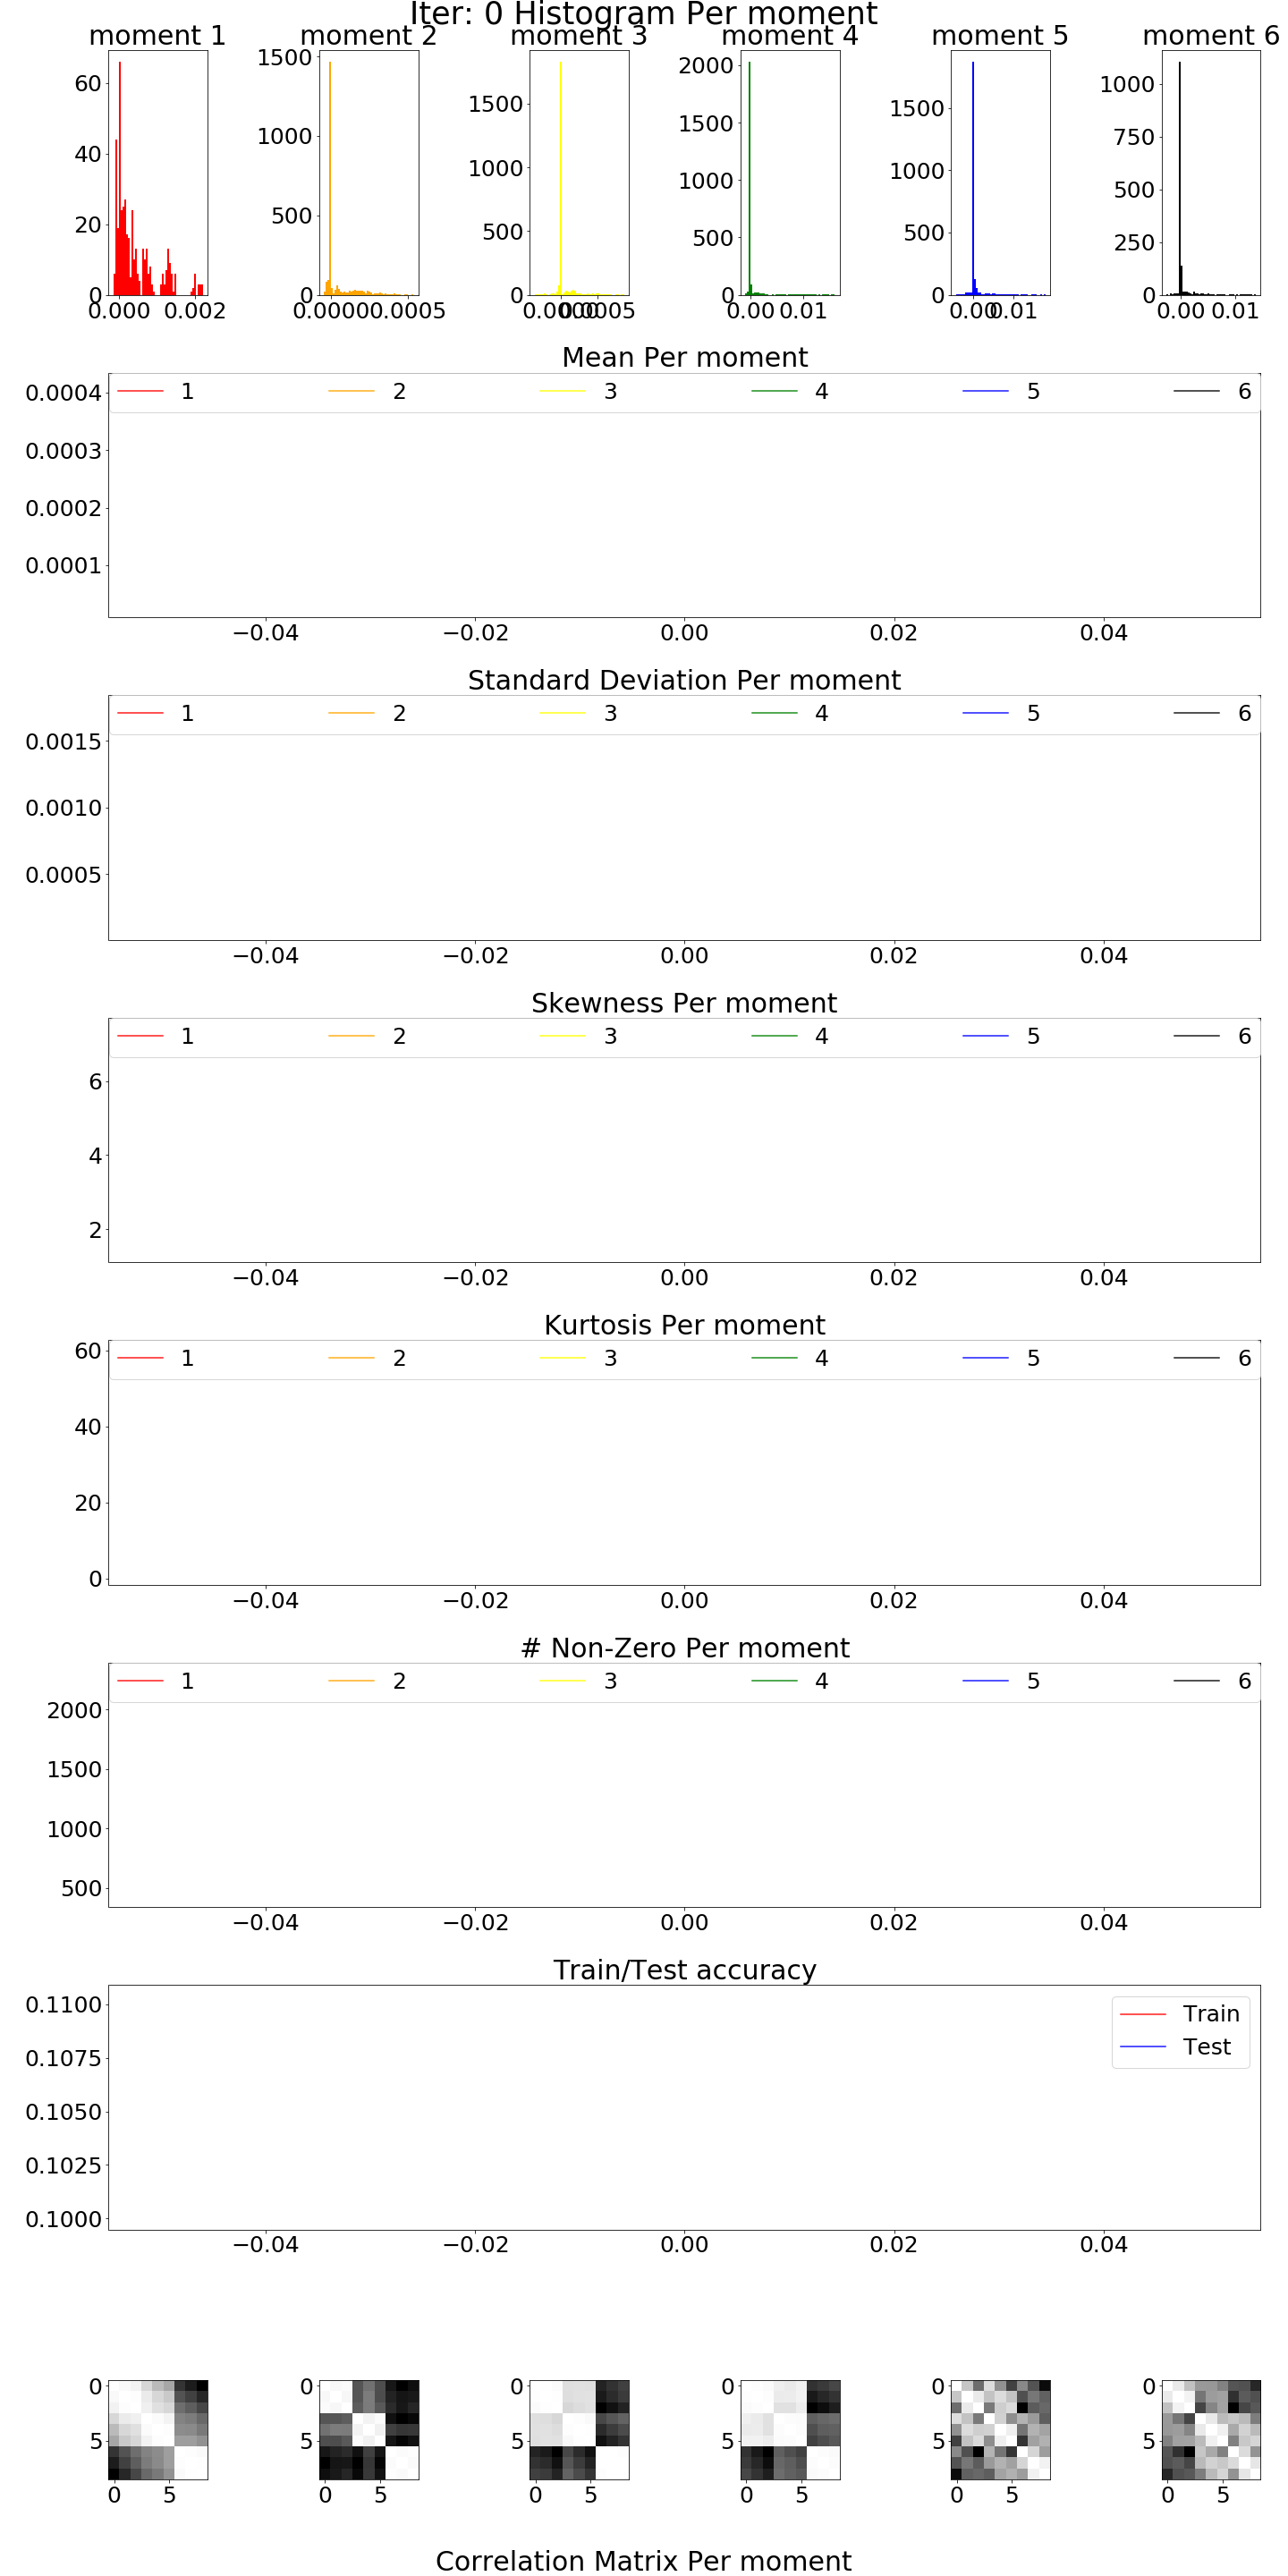 Iter: 0 Histogram Per moment
moment 1 moment 2 moment 3 moment 4 moment 5 moment 6
60
40
20
0
0.000 0.002
1500
1000
500
0
0.0000 0.0005
1500
1000
500
0
0.0000 0.0005
2000
1500
1000
500
0
0.00 0.01
1500
1000
500
0
0.00 0.01
1000
750
500
250
0
0.00 0.01
Mean Per moment
1 2 3 4 5 6
0.0004
0.0003
0.0002
0.0001
−0.04 −0.02 0.00 0.02 0.04
Standard Deviation Per moment
1 2 3 4 5 6
0.0015
0.0010
0.0005
−0.04 −0.02 0.00 0.02 0.04
Skewness Per moment
1 2 3 4 5 6
6
4
2
−0.04 −0.02 0.00 0.02 0.04
Kurtosis Per moment
1 2 3 4 5 6
60
40
20
0
−0.04 −0.02 0.00 0.02 0.04
# Non-Zero Per moment
1 2 3 4 5 6
2000
1500
1000
500
−0.04 −0.02 0.00 0.02 0.04
Train/Test accuracy
Train
Test
0.1100
0.1075
0.1050
0.1025
0.1000
−0.04 −0.02 0.00 0.02 0.04
0 0 0 0 0 0
5 5 5 5 5 5
0 5 0 5 0 5 0 5 0 5 0 5
Correlation Matrix Per moment